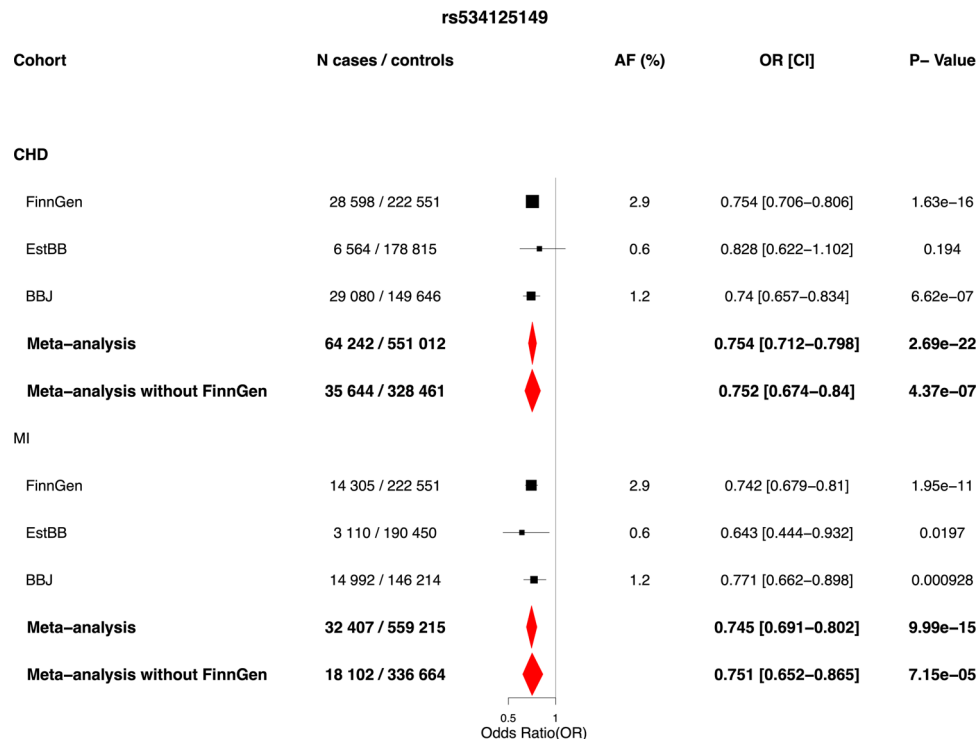 rs534125149
Cohort N cases / controls AF (%) OR [CI] P− Value
CHD
FinnGen 28 598 / 222 551 2.9 0.754 [0.706−0.806] 1.63e−16
EstBB 6 564 / 178 815 0.6 0.828 [0.622−1.102] 0.194
BBJ 29 080 / 149 646 1.2 0.74 [0.657−0.834] 6.62e−07
Meta−analysis 64 242 / 551 012 0.754 [0.712−0.798] 2.69e−22
Meta−analysis without FinnGen 35 644 / 328 461 0.752 [0.674−0.84] 4.37e−07
MI
FinnGen 14 305 / 222 551 2.9 0.742 [0.679−0.81] 1.95e−11
EstBB 3 110 / 190 450 0.6 0.643 [0.444−0.932] 0.0197
BBJ 14 992 / 146 214 1.2 0.771 [0.662−0.898] 0.000928
Meta−analysis 32 407 / 559 215 0.745 [0.691−0.802] 9.99e−15
Meta−analysis without FinnGen 18 102 / 336 664 0.751 [0.652−0.865] 7.15e−05
0.5 1
Odds Ratio(OR)